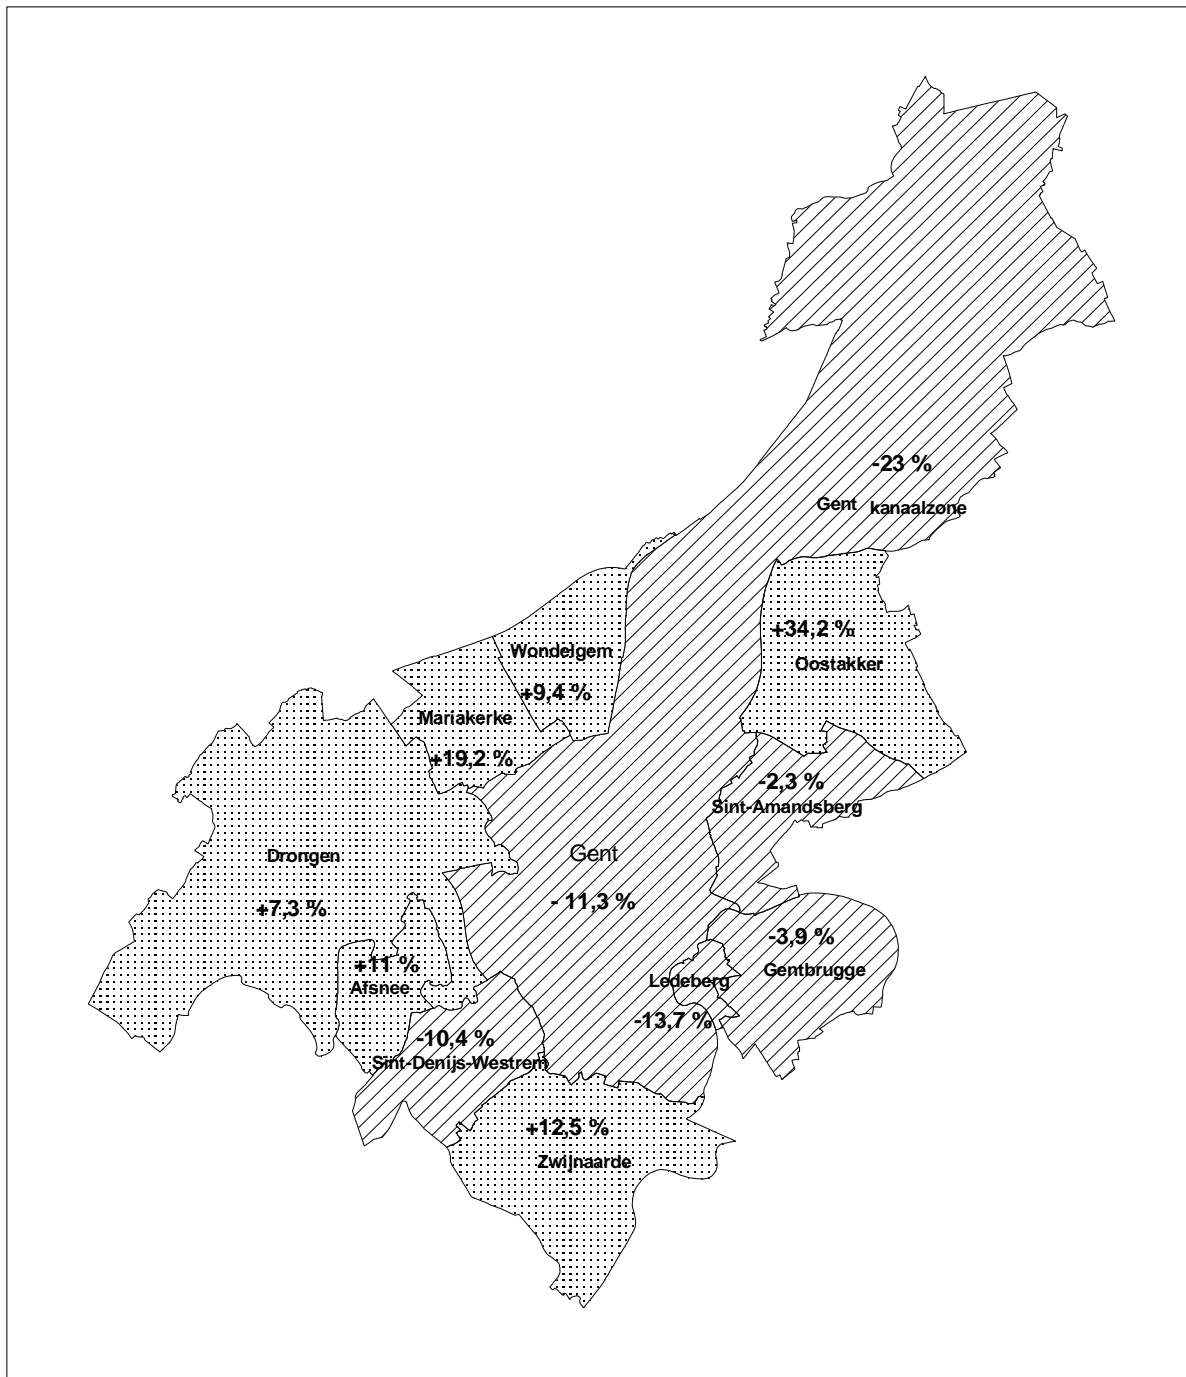 -23 %
Gent kanaalzone
+34,2 %
Oostakker
Wondelgem
+9,4 %
Mariakerke
+19,2 %
-2,3 %
Sint-Amandsberg
Gent
- 11,3 %
Drongen
+7,3 %
-3,9 %
Gentbrugge
Ledeberg
-13,7 %
+11 %
Afsnee
-10,4 %
Sint-Denijs-Westrem
+12,5 %
Zwijnaarde